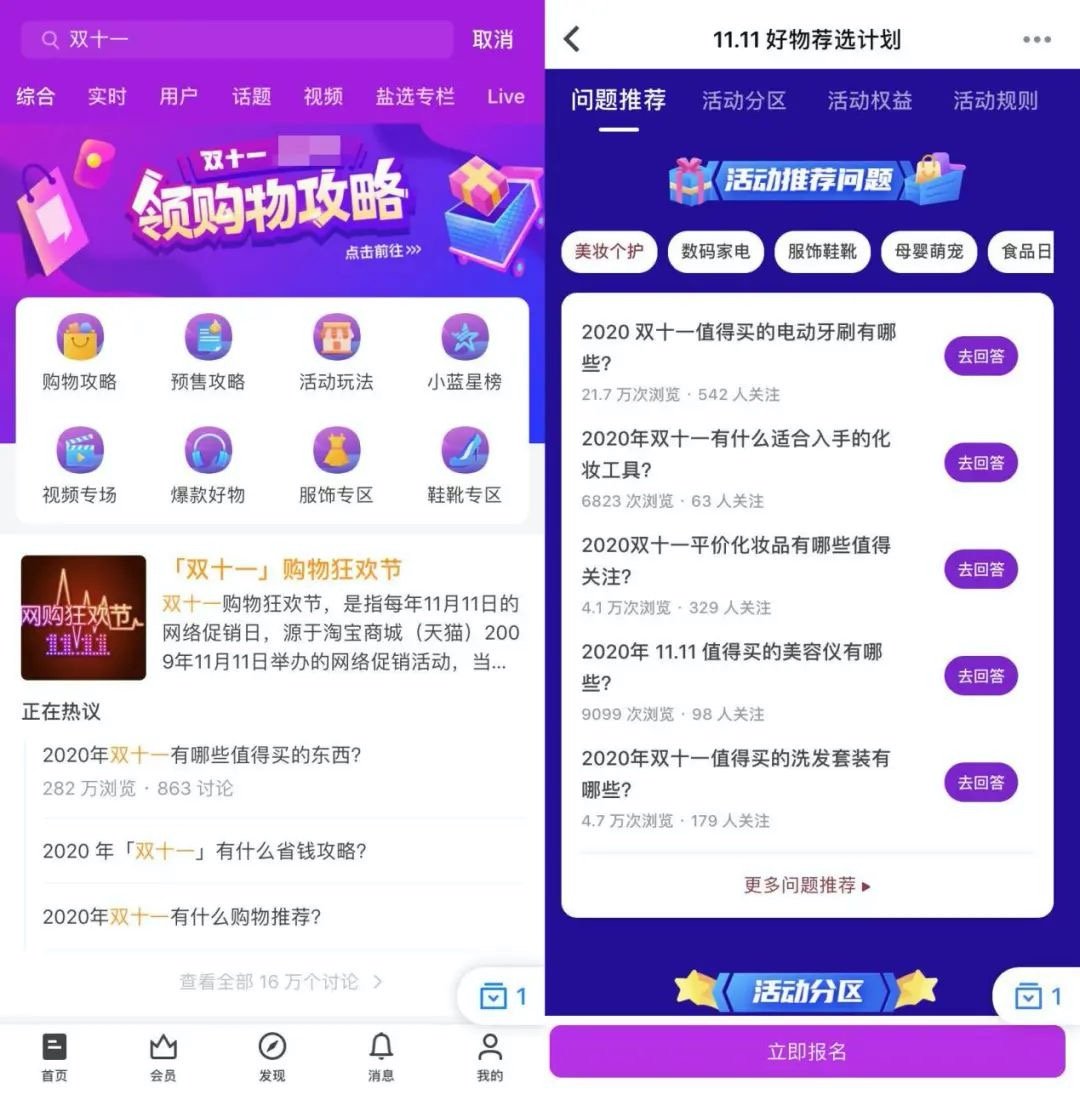 双十一
取消
综合 实时 用户 话题 视频 盐选专栏 Live
双十一
领购物攻略
点击前往>>>
购物攻略 预售攻略 活动玩法 小蓝星榜
视频专场 爆款好物 服饰专区 鞋靴专区
网购狂欢节
11.11
「双十一」购物狂欢节
双十一购物狂欢节，是指每年11月11日的
网络促销日，源于淘宝商城（天猫）200
9年11月11日举办的网络促销活动，当...
正在热议
2020年双十一有哪些值得买的东西?
282 万浏览 · 863 讨论
2020 年「双十一」有什么省钱攻略?
2020年双十一有什么购物推荐?
查看全部 16 万个讨论 >
1
首页 会员 发现 消息 我的
11.11 好物荐选计划
问题推荐 活动分区 活动权益 活动规则
活动推荐问题
美妆个护 数码家电 服饰鞋靴 母婴萌宠 食品日
2020 双十一值得买的电动牙刷有哪
些?
去回答
21.7 万次浏览 · 542 人关注
2020年双十一有什么适合入手的化
妆工具?
去回答
6823 次浏览 · 63 人关注
2020双十一平价化妆品有哪些值得
关注?
去回答
4.1 万次浏览 · 329 人关注
2020年 11.11 值得买的美容仪有哪
些?
去回答
9099 次浏览 · 98 人关注
2020年双十一值得买的洗发套装有
哪些?
去回答
4.7 万次浏览 · 179 人关注
更多问题推荐
活动分区
1
立即报名